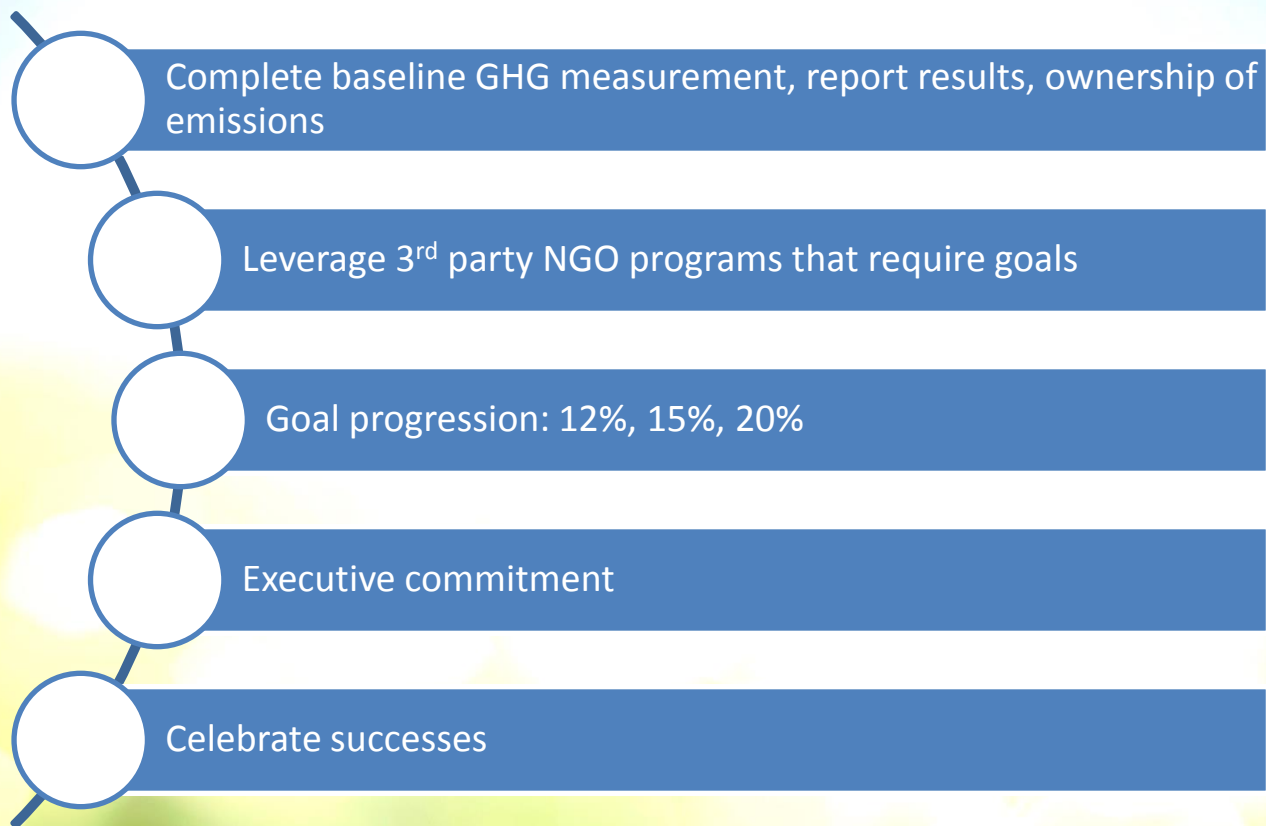 Complete baseline GHG measurement, report results, ownership of
emissions
Leverage 3rd party NGO programs that require goals
Goal progression: 12%, 15%, 20%
Executive commitment
Celebrate successes